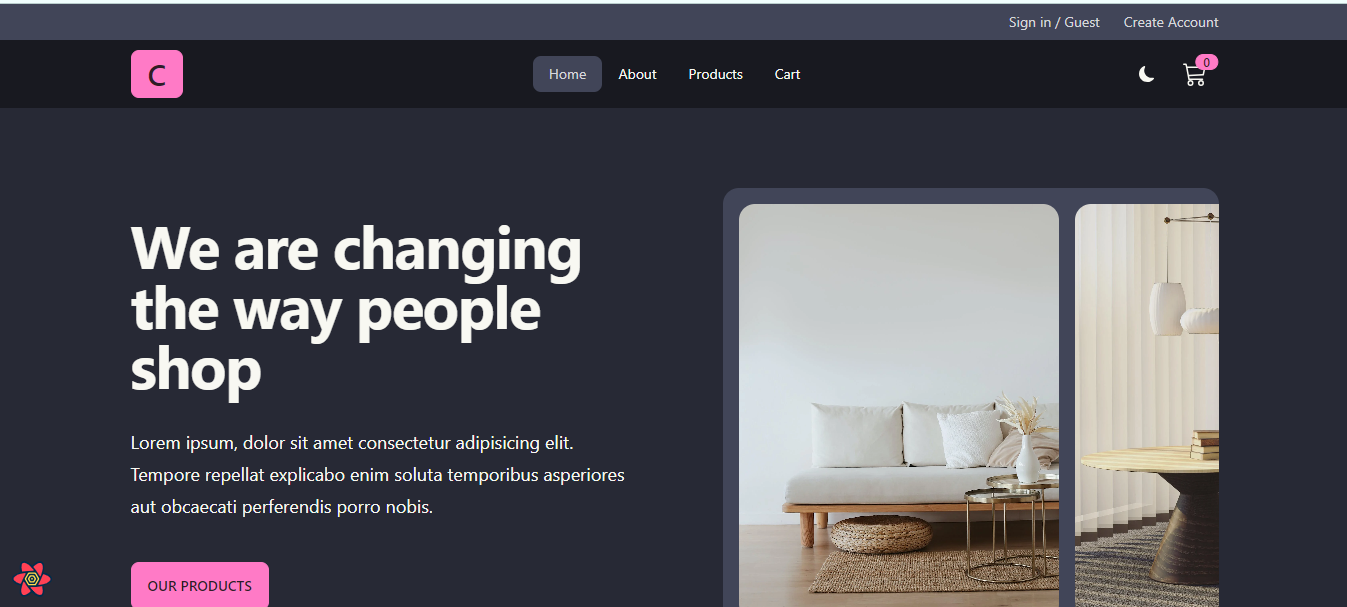 Sign in / Guest Create Account
C Home About Products Cart 0
We are changing
the way people
shop
Lorem ipsum, dolor sit amet consectetur adipisicing elit.
Tempore repellat explicabo enim soluta temporibus asperiores
aut obcaecati perferendis porro nobis.
OUR PRODUCTS